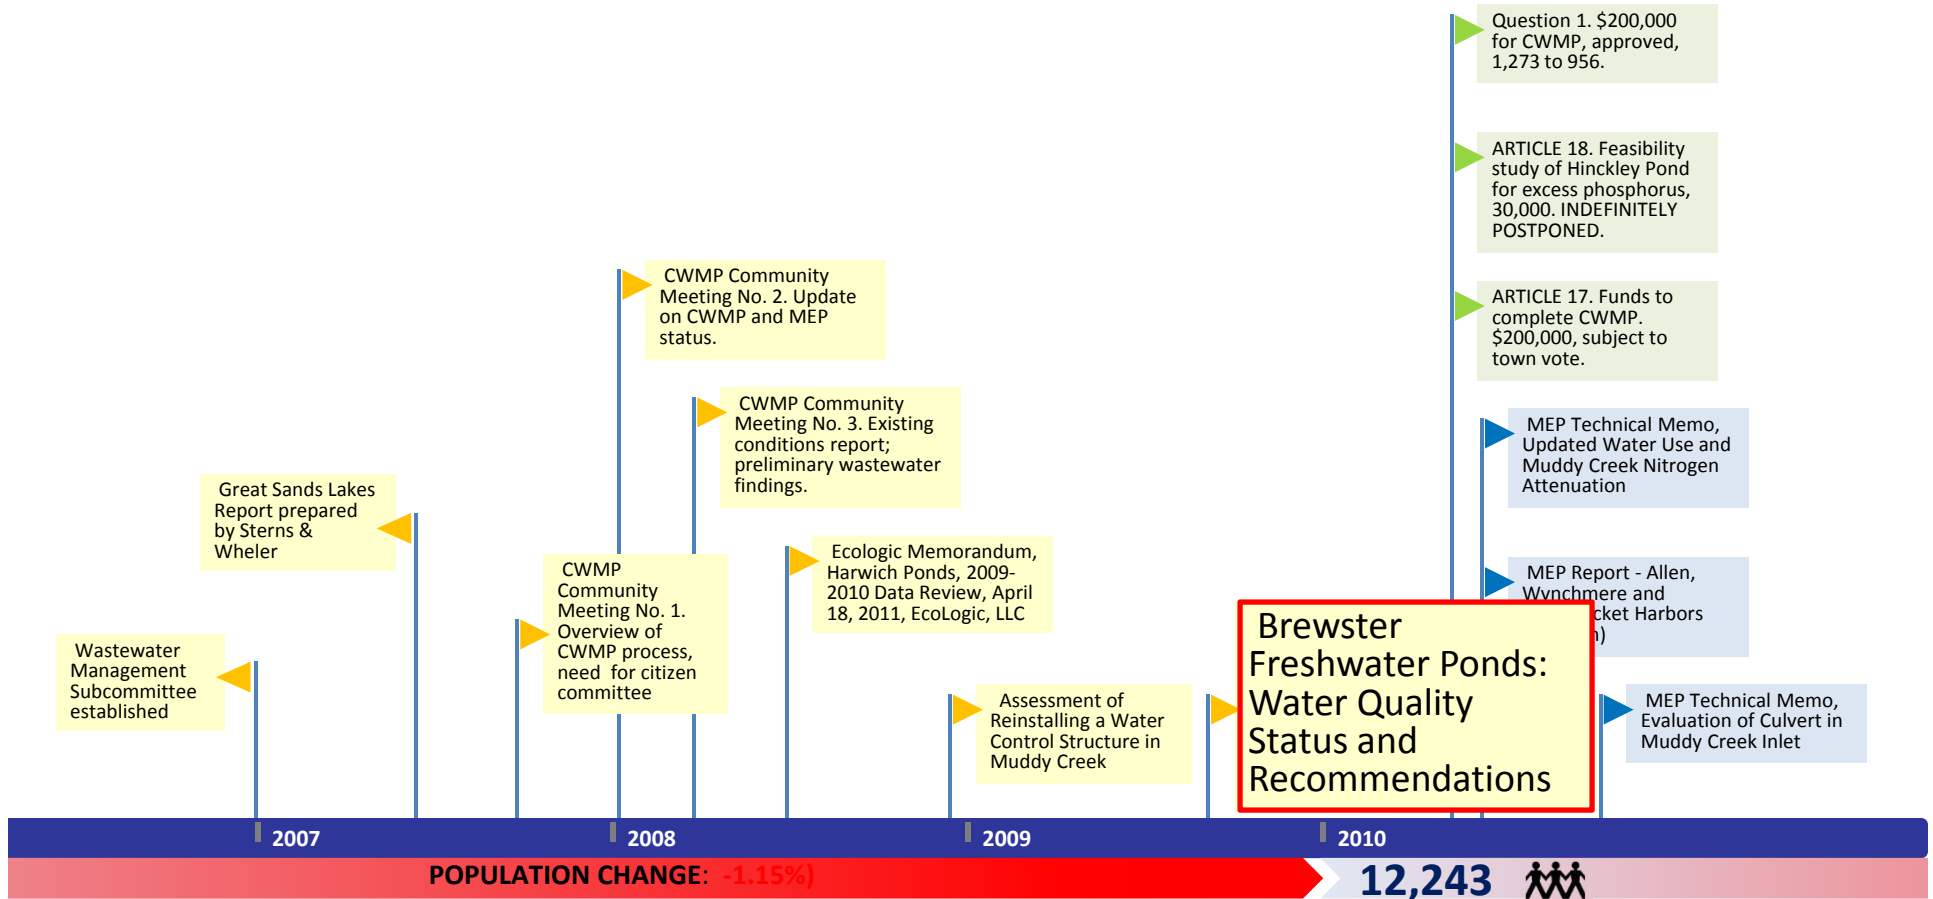 Question 1. $200,000
for CWMP, approved,
1,273 to 956.
ARTICLE 18. Feasibility
study of Hinckley Pond
for excess phosphorus,
30,000. INDEFINITELY
POSTPONED.
CWMP Community
Meeting No. 2. Update
on CWMP and MEP
status.
ARTICLE 17. Funds to
complete CWMP.
$200,000, subject to
town vote.
CWMP Community
Meeting No. 3. Existing
conditions report;
preliminary wastewater
findings.
MEP Technical Memo,
Updated Water Use and
Muddy Creek Nitrogen
Attenuation
Great Sands Lakes
Report prepared
by Sterns &
Wheler
CWMP
Community
Meeting No. 1.
Overview of
CWMP process,
need for citizen
committee
Ecologic Memorandum,
Harwich Ponds, 2009-
2010 Data Review, April
18, 2011, EcoLogic, LLC
MEP Report - Allen,
Wynchmere and
Harbors
Wastewater
Management
Subcommittee
established
Assessment of
Reinstalling a Water
Control Structure in
Muddy Creek
Brewster
Freshwater Ponds:
Water Quality
Status and
Recommendations
MEP Technical Memo,
Evaluation of Culvert in
Muddy Creek Inlet
2007
2008
2009
2010
POPULATION CHANGE: -1.15%)
12,243